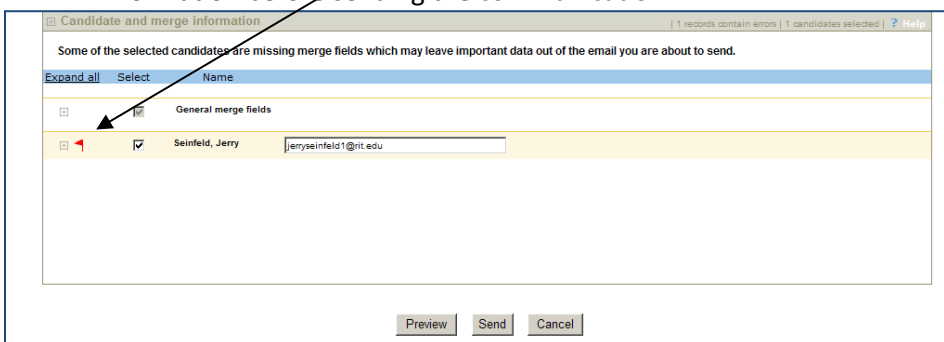 Candidate and merge information | 1 records contain errors | 1 candidates selected | ? Help
Some of the selected candidates are missing merge fields which may leave important data out of the email you are about to send.
Expand all Select Name
General merge fields
Seinfeld, Jerry jerryseinfeld1@rit.edu
Preview Send Cancel